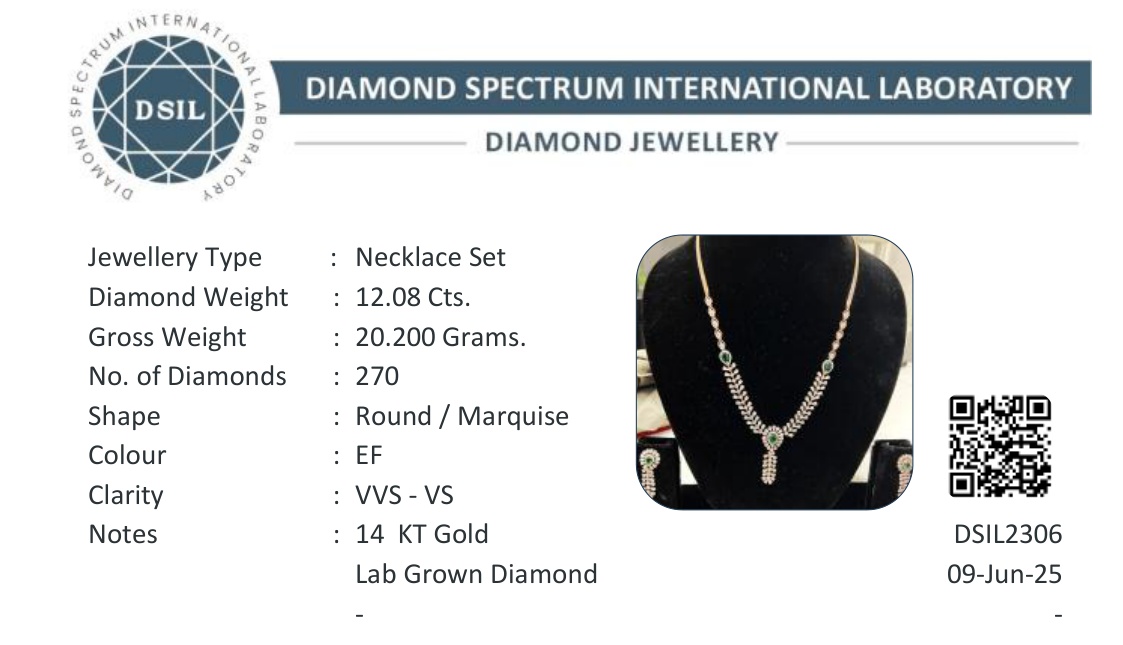 DIAMOND SPECTRUM INTERNATIONAL LABORATORY
DSIL
DIAMOND SPECTRUM INTERNATIONAL LABORATORY
DIAMOND JEWELLERY
Jewellery Type : Necklace Set
Diamond Weight : 12.08 Cts.
Gross Weight : 20.200 Grams.
No. of Diamonds : 270
Shape : Round / Marquise
Colour : EF
Clarity : VVS - VS
Notes : 14 KT Gold
Lab Grown Diamond
-
DSIL2306
09-Jun-25
-